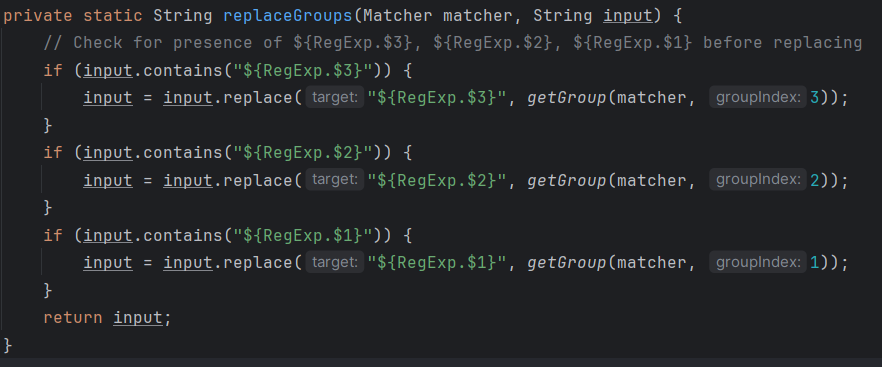 private static String replaceGroups(Matcher matcher, String input) {
    // Check for presence of ${RegExp.$3}, ${RegExp.$2}, ${RegExp.$1} before replacing
    if (input.contains("${RegExp.$3}")) {
        input = input.replace( target: "${RegExp.$3}", getGroup(matcher, groupIndex: 3));
    }
    if (input.contains("${RegExp.$2}")) {
        input = input.replace( target: "${RegExp.$2}", getGroup(matcher, groupIndex: 2));
    }
    if (input.contains("${RegExp.$1}")) {
        input = input.replace( target: "${RegExp.$1}", getGroup(matcher, groupIndex: 1));
    }
    return input;
}